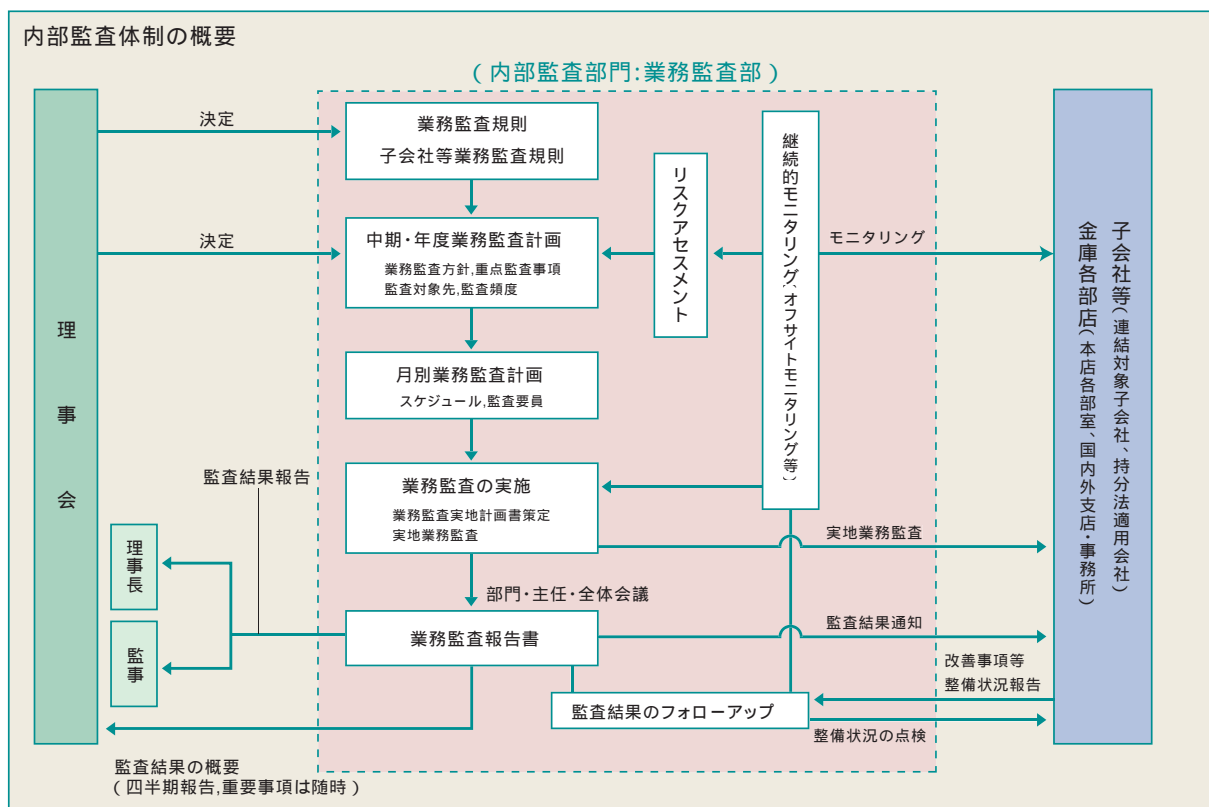 内部監査体制の概要
(内部監査部門:業務監査部)
理事会
決定
業務監査規則
子会社等業務監査規則
決定
中期・年度業務監査計画
業務監査方針,重点監査事項
監査対象先,監査頻度
リスクアセスメント
継続的モニタリング(オフサイトモニタリング等)
モニタリング
子会社等(連結対象子会社、持分法適用会社)
金庫各部店(本店各部室、国内外支店・事務所)
月別業務監査計画
スケジュール,監査要員
監査結果報告
業務監査の実施
業務監査実地計画書策定
実地業務監査
実地業務監査
理事長
監事
部門・主任・全体会議
業務監査報告書
監査結果通知
改善事項等
整備状況報告
監査結果のフォローアップ
整備状況の点検
監査結果の概要
(四半期報告,重要事項は随時)